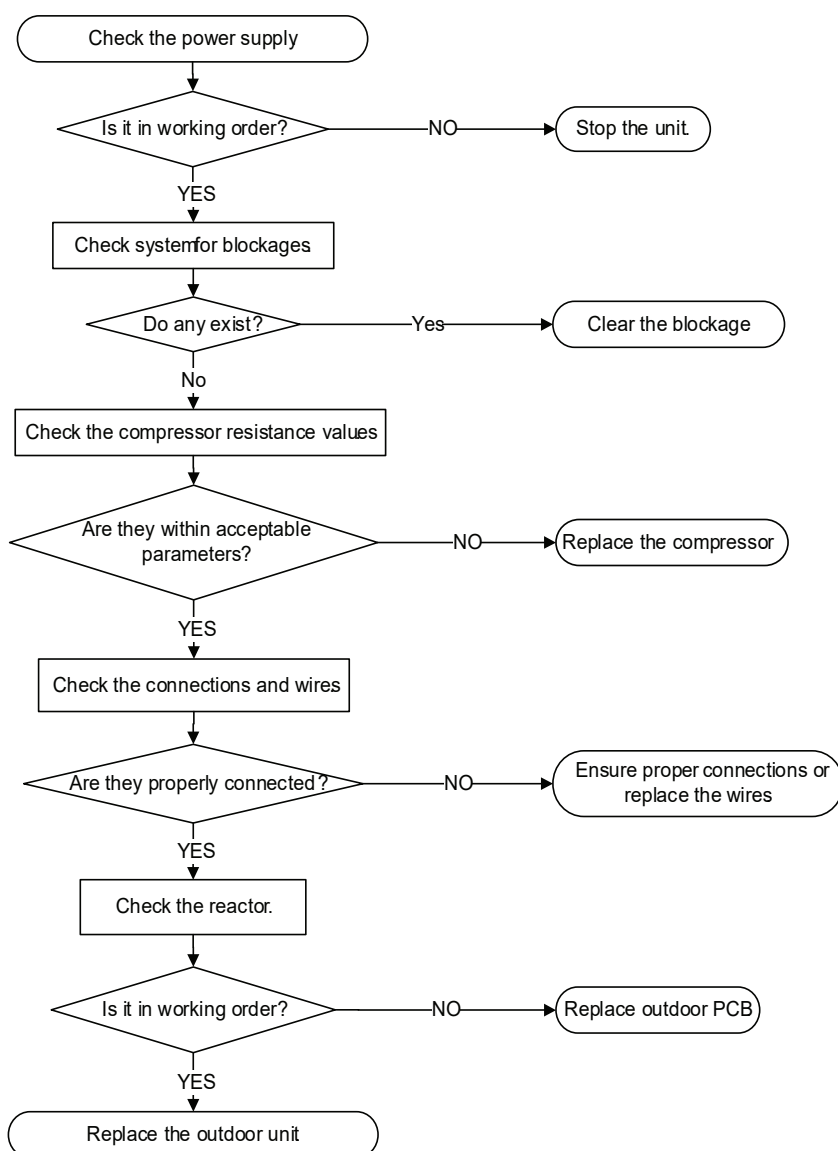 Check the power supply
Is it in working order?
NO
Stop the unit.
YES
Check systemfor blockages.
Do any exist?
Yes
Clear the blockage
No
Check the compressor resistance values
Are they within acceptable
parameters?
NO
Replace the compressor
YES
Check the connections and wires.
Are they properly connected?
NO
Ensure proper connections or
replace the wires
YES
Check the reactor.
Is it in working order?
NO
Replace outdoor PCB
YES
Replace the outdoor unit